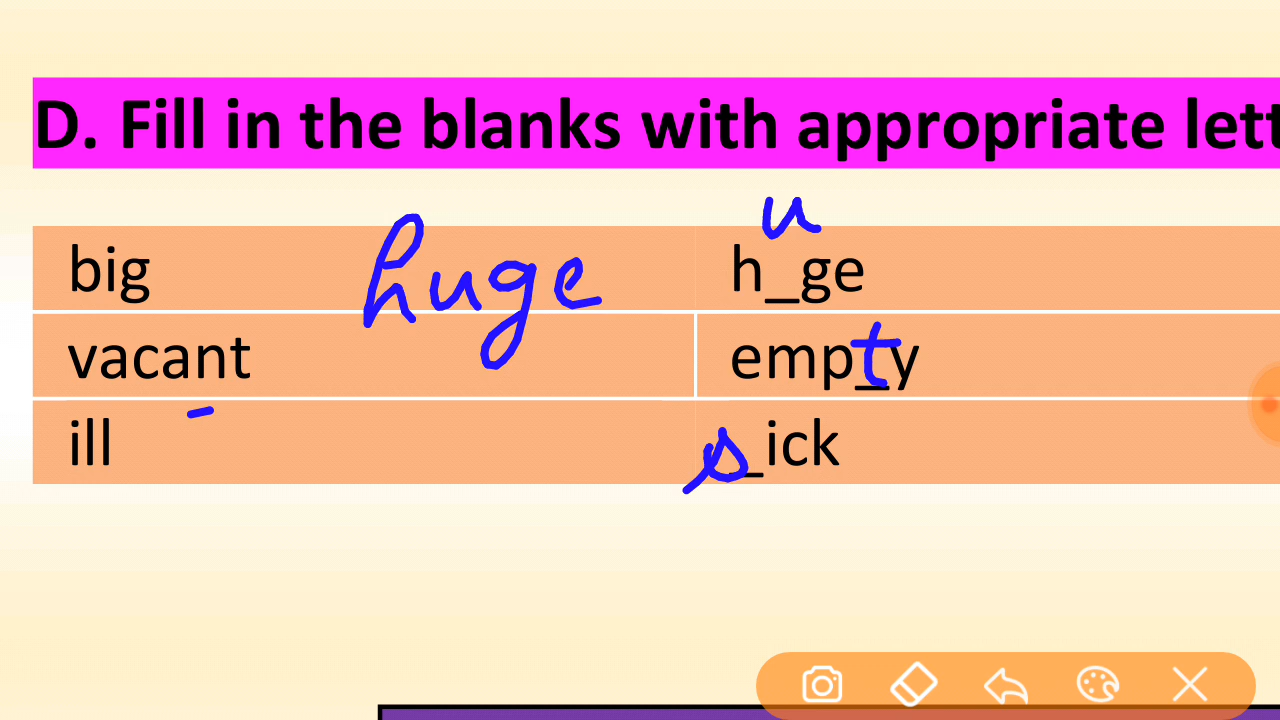 D. Fill in the blanks with appropriate lett
u
big huge h_ge
vacant emp_ty
ill s_ick